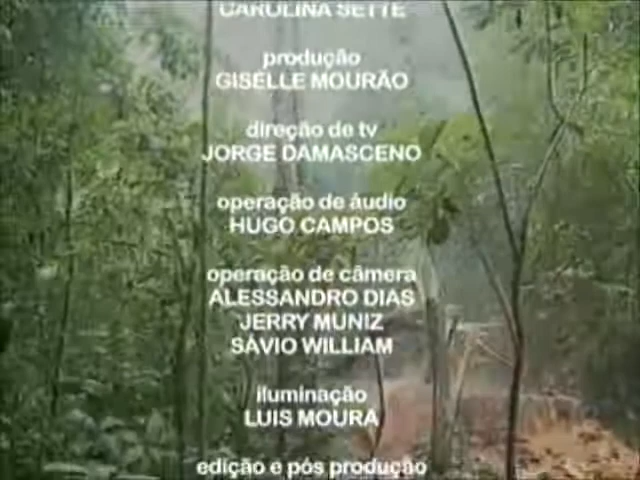 CAROLINA SETTE
produção
GISELLE MOURÃO
direção de tv
JORGE DAMASCENO
operação de áudio
HUGO CAMPOS
operação de câmera
ALESSANDRO DIAS
JERRY MUNIZ
SÁVIO WILLIAM
iluminação
LUIS MOURA
edição e pós produção